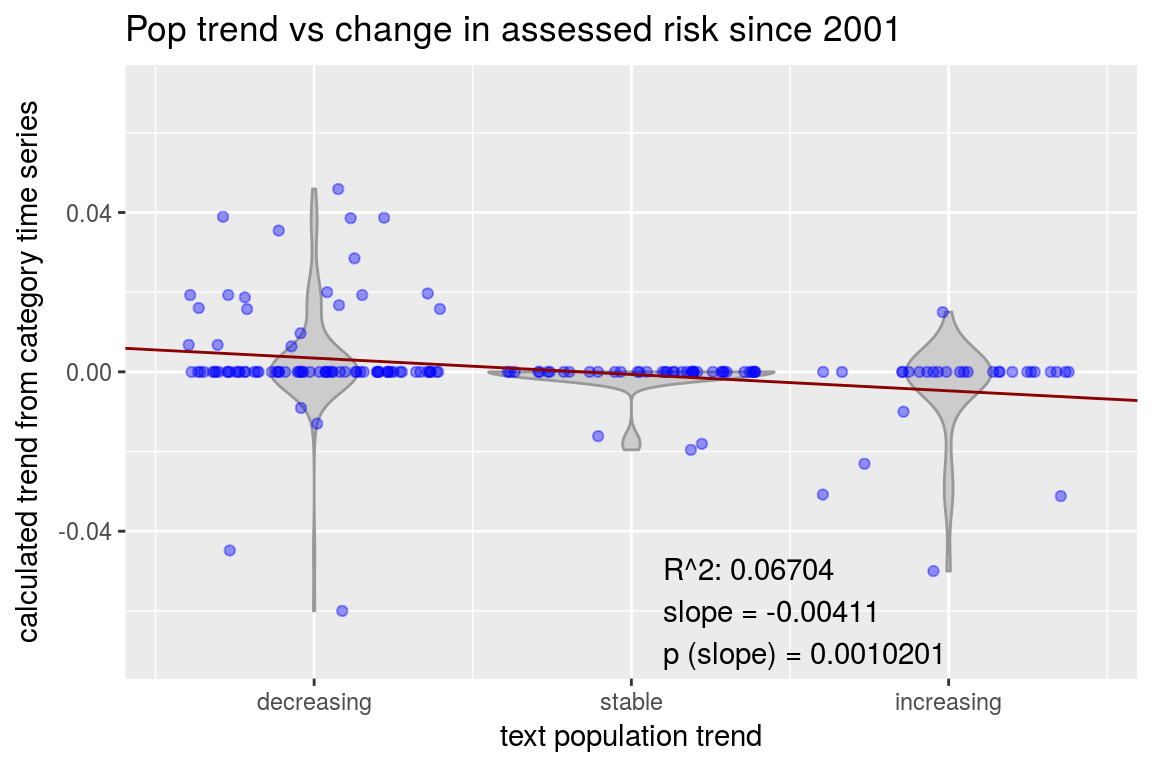 Pop trend vs change in assessed risk since 2001
calculated trend from category time series
0.04
0.00
-0.04
R^2: 0.06704
slope = -0.00411
p (slope) = 0.0010201
decreasing
stable
increasing
text population trend